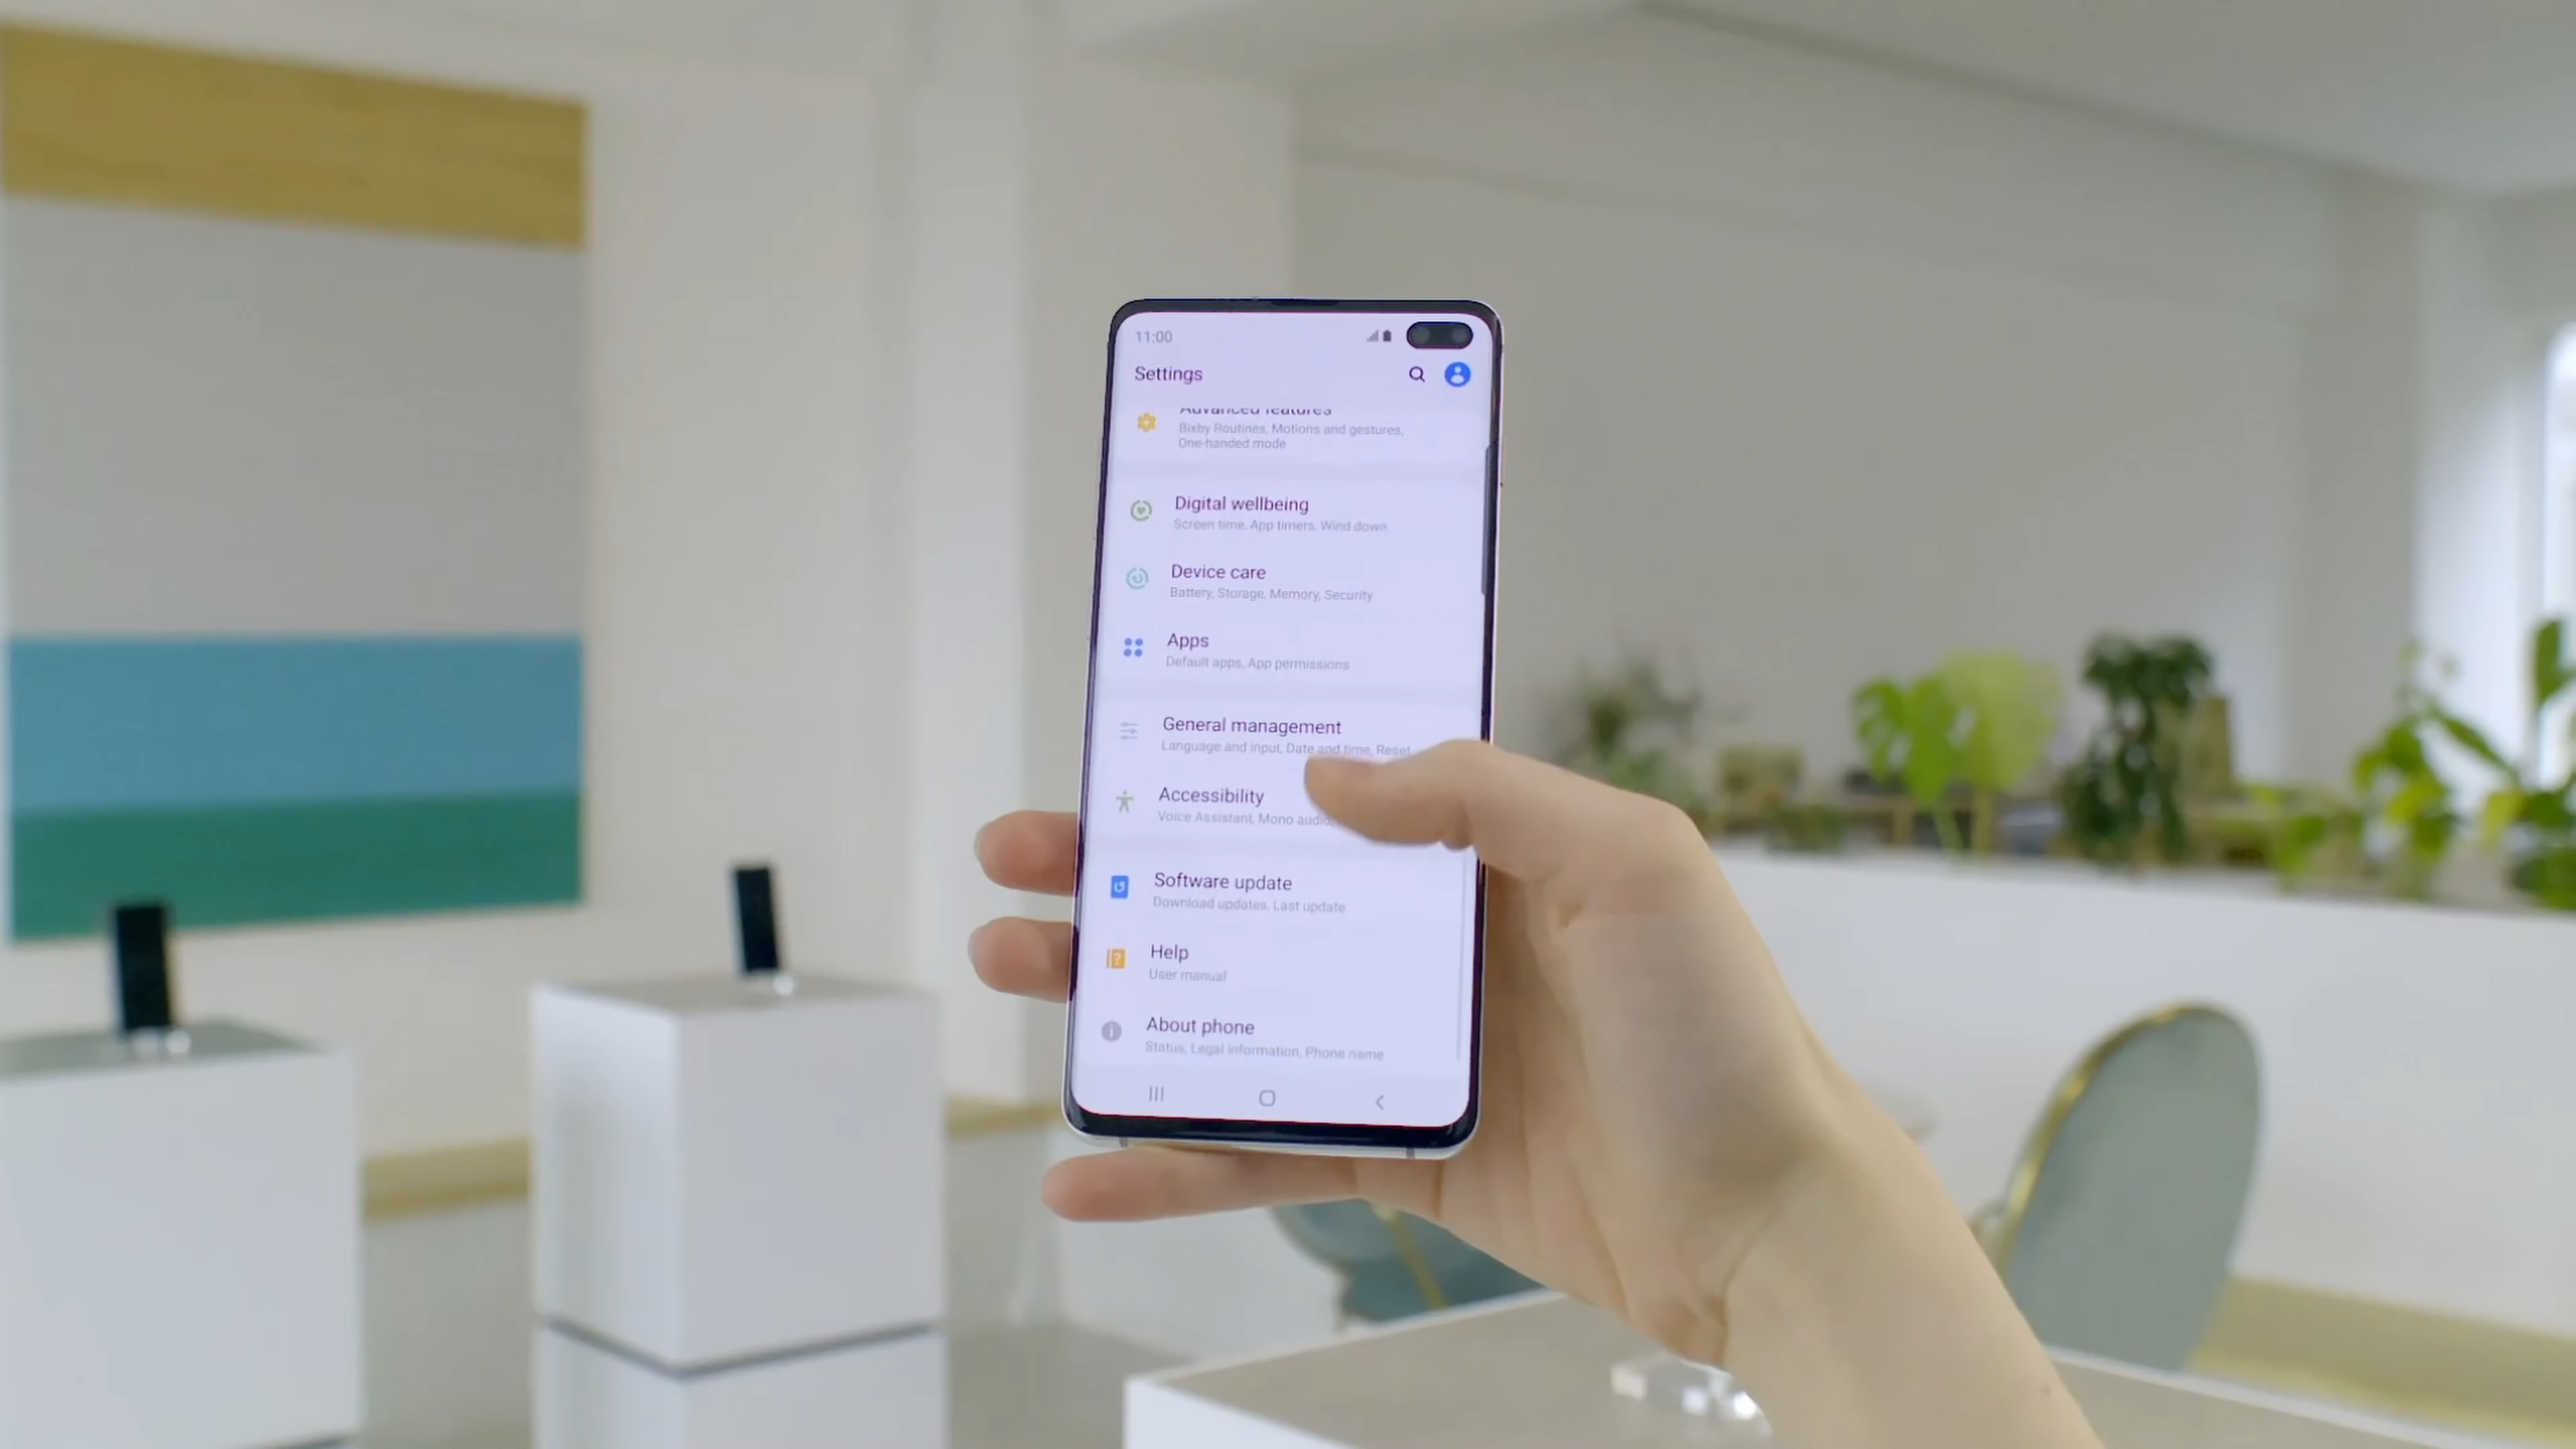 11:00
Settings
Advanced features
Bixby Routines, Motions and gestures,
One-handed mode
Digital wellbeing
Screen time, App timers, Wind down
Device care
Battery, Storage, Memory, Security
Apps
Default apps, App permissions
General management
Language and input, Date and time, Reset
Accessibility
Voice Assistant, Mono audio,
Software update
Download updates, Last update
Help
User manual
About phone
Status, Legal information, Phone name